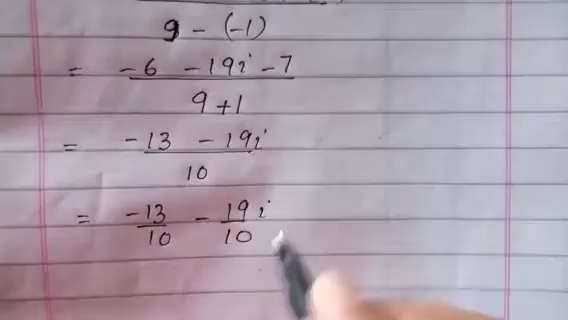 9 - (-1)
= -6 - 19i - 7
9 + 1
= -13 - 19i
10
= -13/10 - 19/10 i